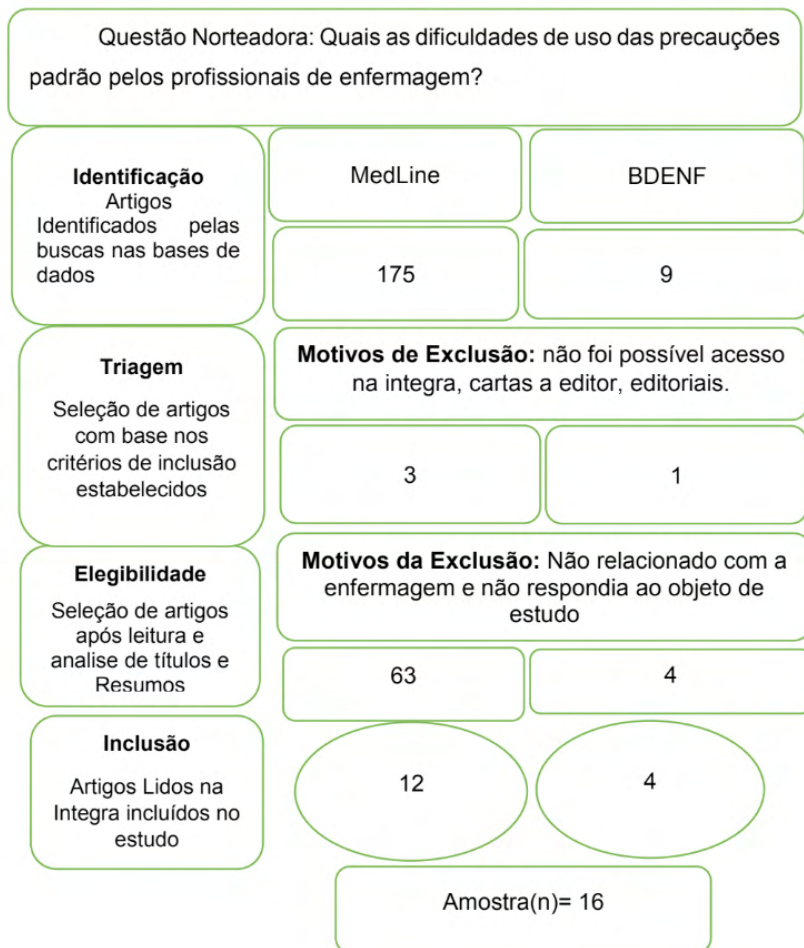 Questão Norteadora: Quais as dificuldades de uso das precauções
padrão pelos profissionais de enfermagem?
Identificação
Artigos
Identificados pelas
buscas nas bases de
dados
MedLine
BDENF
175
9
Triagem
Seleção de artigos
com base nos
critérios de inclusão
estabelecidos
Motivos de Exclusão: não foi possível acesso
na integra, cartas a editor, editoriais.
3
1
Elegibilidade
Seleção de artigos
após leitura e
analise de títulos e
Resumos
Motivos da Exclusão: Não relacionado com a
enfermagem e não respondia ao objeto de
estudo
63
4
Inclusão
Artigos Lidos na
Integra incluídos no
estudo
12
4
Amostra(n)= 16